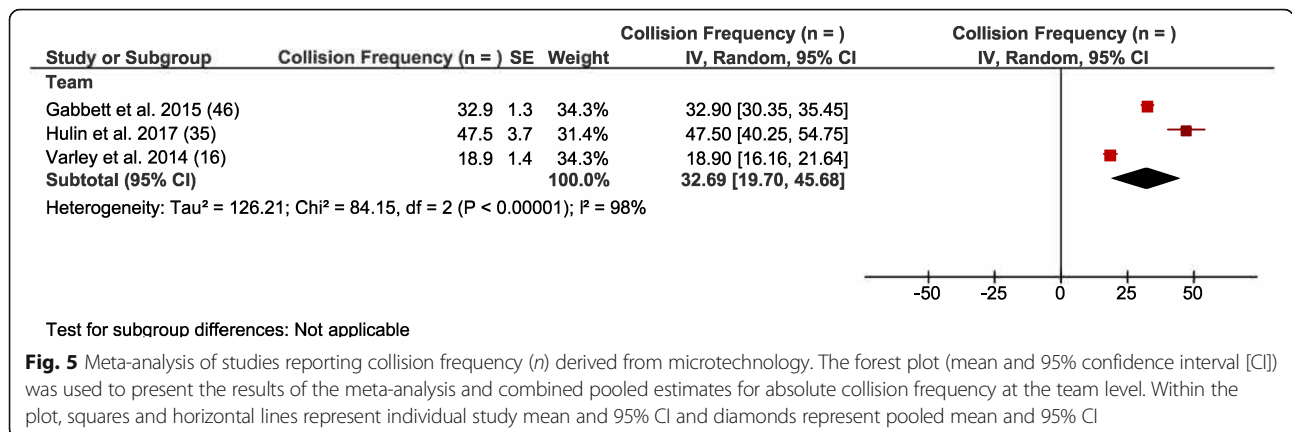 Collision Frequency (n = ) Collision Frequency (n = )
Study or Subgroup Collision Frequency (n = ) SE Weight IV, Random, 95% CI IV, Random, 95% CI
Team
Gabbett et al. 2015 (46) 32.9 1.3 34.3% 32.90 [30.35, 35.45]
Hulin et al. 2017 (35) 47.5 3.7 31.4% 47.50 [40.25, 54.75]
Varley et al. 2014 (16) 18.9 1.4 34.3% 18.90 [16.16, 21.64]
Subtotal (95% CI) 100.0% 32.69 [19.70, 45.68]
Heterogeneity: Tau² = 126.21; Chi² = 84.15, df = 2 (P < 0.00001); I² = 98%
-50 -25 0 25 50
Test for subgroup differences: Not applicable
Fig. 5 Meta-analysis of studies reporting collision frequency (n) derived from microtechnology. The forest plot (mean and 95% confidence interval [CI])
was used to present the results of the meta-analysis and combined pooled estimates for absolute collision frequency at the team level. Within the
plot, squares and horizontal lines represent individual study mean and 95% CI and diamonds represent pooled mean and 95% CI